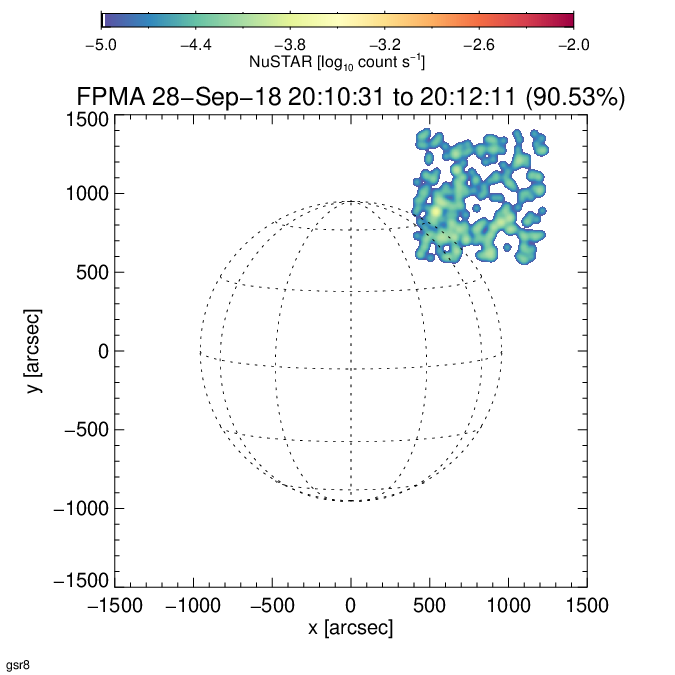 −5.0 −4.4 −3.8 −3.2 −2.6 −2.0
NuSTAR [log₁₀ count s⁻¹]
FPMA 28−Sep−18 20:10:31 to 20:12:11 (90.53%)
1500
1000
500
0
−500
−1000
−1500
y [arcsec]
−1500 −1000 −500 0 500 1000 1500
x [arcsec]
gsr8